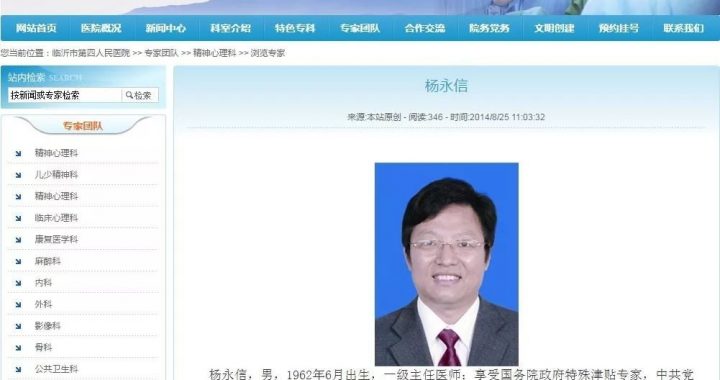 网站首页 医院概况 新闻中心 科室介绍 特色专科 专家团队 合作交流 院务党务 文明创建 预约挂号 联系我们
您当前位置：临沂市第四人民医院 >> 专家团队 >> 精神心理科 >> 浏览专家
站内检索 SEARCH
按新闻或专家检索 检索
专家团队
精神心理科
儿少精神科
精神心理科
临床心理科
康复医学科
麻醉科
内科
外科
影像科
骨科
公共卫生科
杨永信
来源:本站原创 - 阅读:346 - 时间:2014/8/25 11:03:32
杨永信，男，1962年6月出生，一级主任医师；享受国务院政府特殊津贴专家，中共党